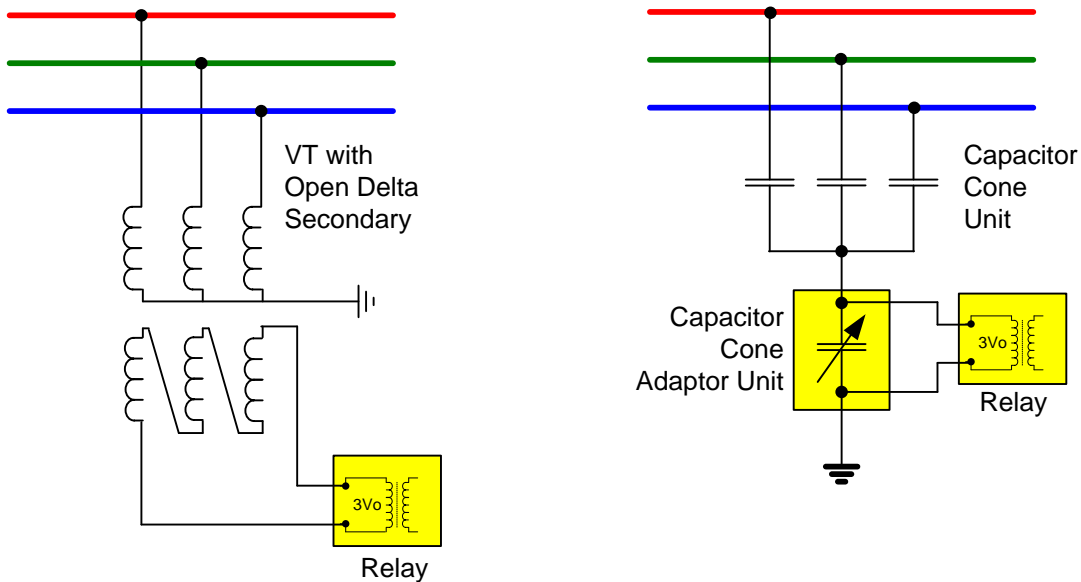 VT with
Open Delta
Secondary
3Vo
Relay
Capacitor
Cone
Unit
Capacitor
Cone
Adaptor Unit
3Vo
Relay